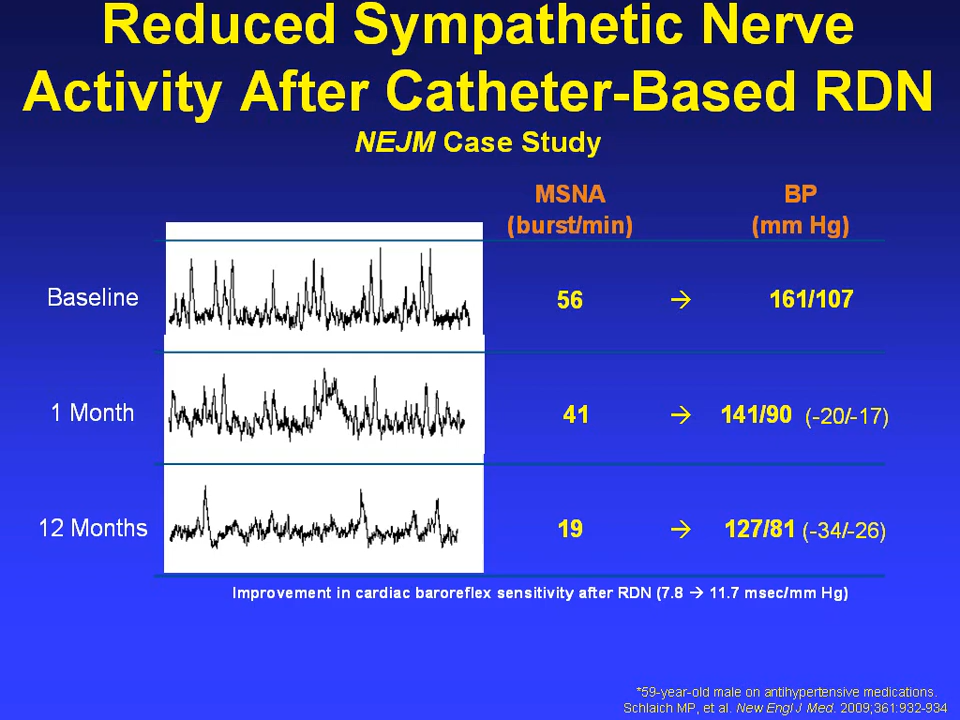 Reduced Sympathetic Nerve
Activity After Catheter-Based RDN
NEJM Case Study
MSNA BP
(burst/min) (mm Hg)
Baseline 56 → 161/107
1 Month 41 → 141/90 (-20/-17)
12 Months 19 → 127/81 (-34/-26)
Improvement in cardiac baroreflex sensitivity after RDN (7.8 → 11.7 msec/mm Hg)
*59-year-old male on antihypertensive medications.
Schlaich MP, et al. New Engl J Med. 2009;361:932-934